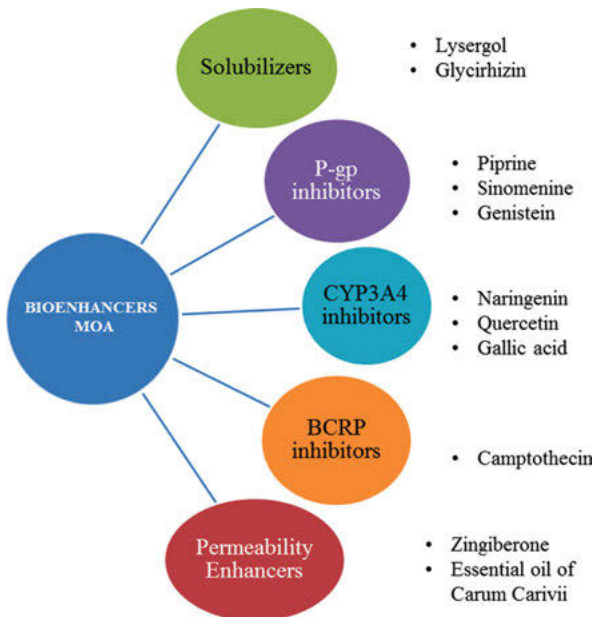 Solubilizers
• Lysergol
• Glycirhizin
P-gp
inhibitors
• Piprine
• Sinomenine
• Genistein
BIOENHANCERS
MOA
CYP3A4
inhibitors
• Naringenin
• Quercetin
• Gallic acid
BCRP
inhibitors
• Camptothecin
Permeability
Enhancers
• Zingiberone
• Essential oil of
Carum Carivii